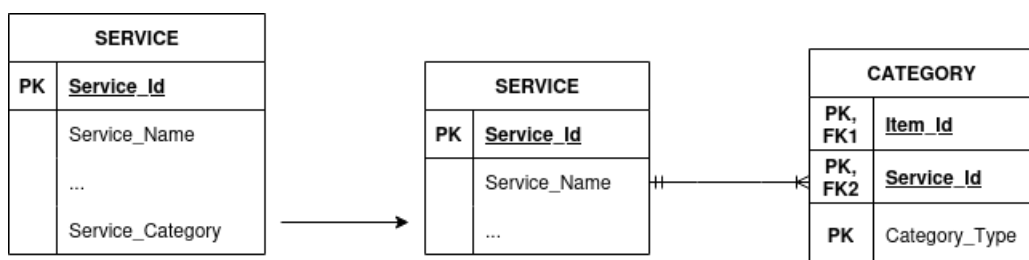 SERVICE
PK Service_Id
Service_Name
...
Service_Category
SERVICE
PK Service_Id
Service_Name
...
CATEGORY
PK, FK1 Item_Id
PK, FK2 Service_Id
PK Category_Type